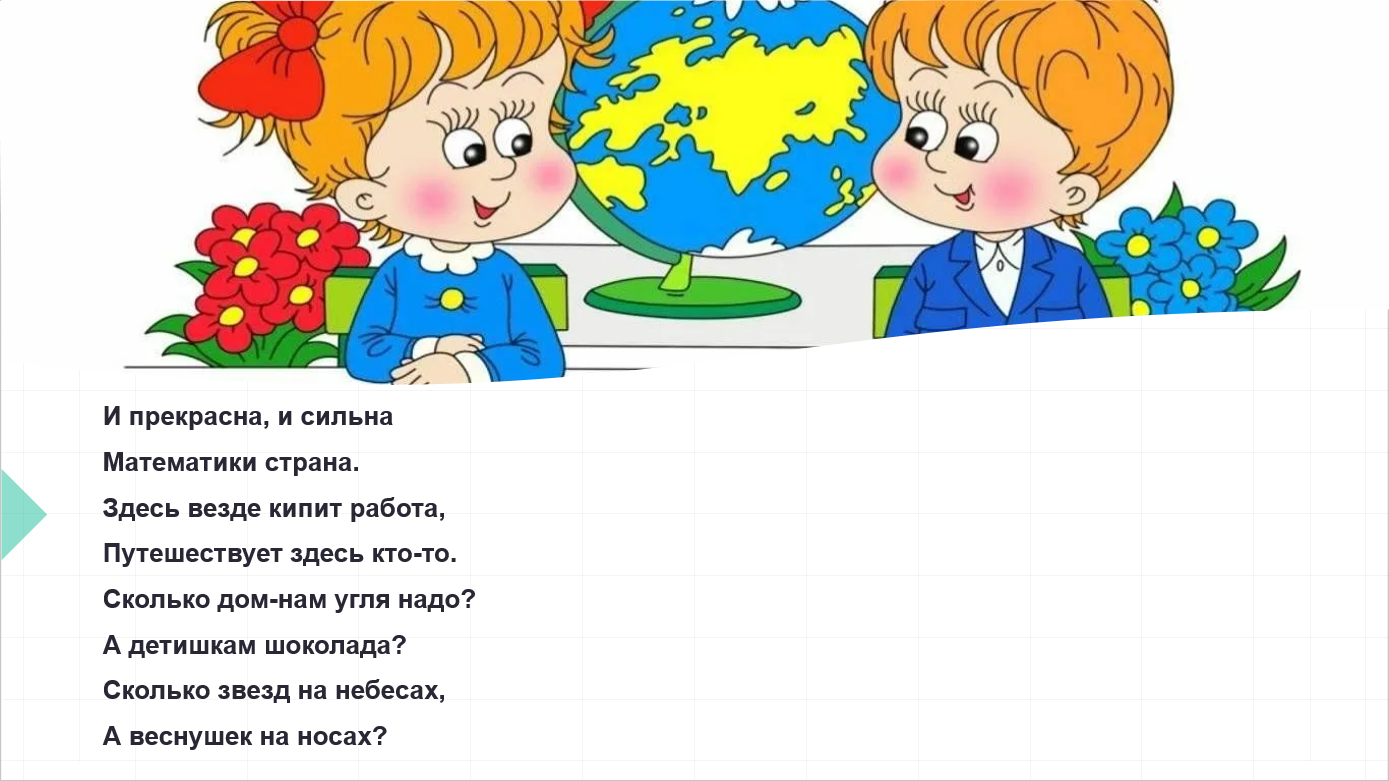 И прекрасна, и сильна
Математики страна.
Здесь везде кипит работа,
Путешествует здесь кто-то.
Сколько дом-нам угля надо?
А детишкам шоколада?
Сколько звезд на небесах,
А веснушек на носах?